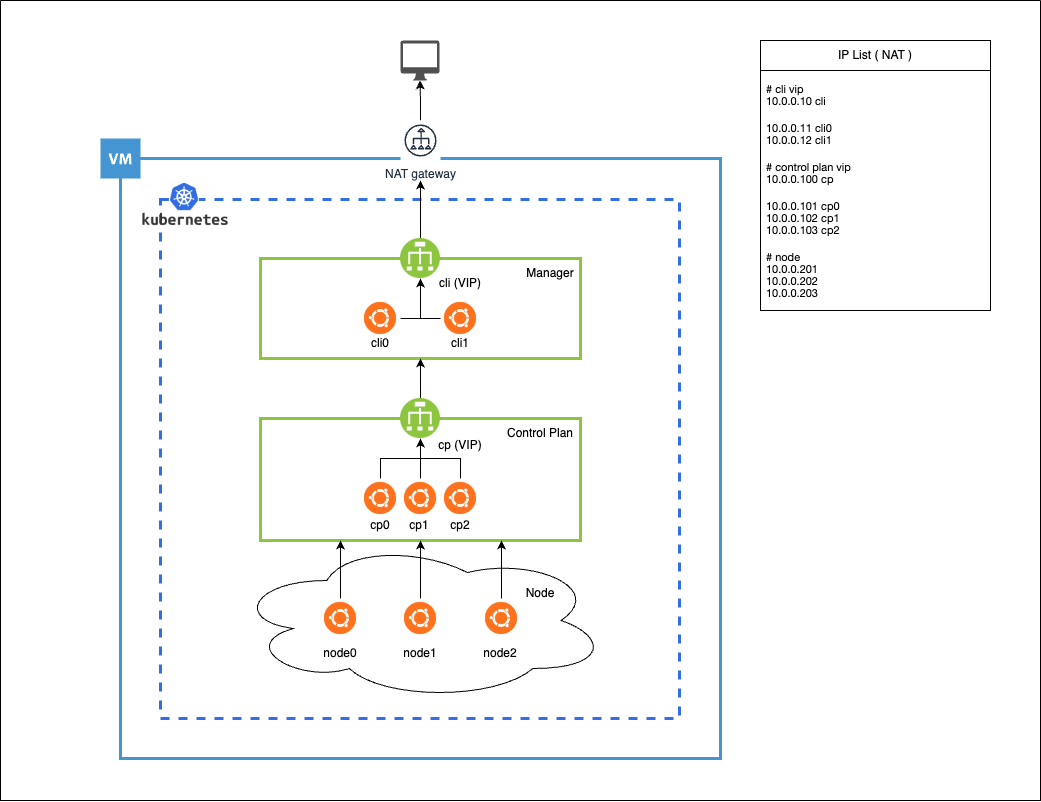 VM
NAT gateway
kubernetes
Manager
cli (VIP)
cli0
cli1
Control Plan
cp (VIP)
cp0
cp1
cp2
Node
node0
node1
node2
IP List ( NAT )
# cli vip
10.0.0.10 cli
10.0.0.11 cli0
10.0.0.12 cli1
# control plan vip
10.0.0.100 cp
10.0.0.101 cp0
10.0.0.102 cp1
10.0.0.103 cp2
# node
10.0.0.201
10.0.0.202
10.0.0.203